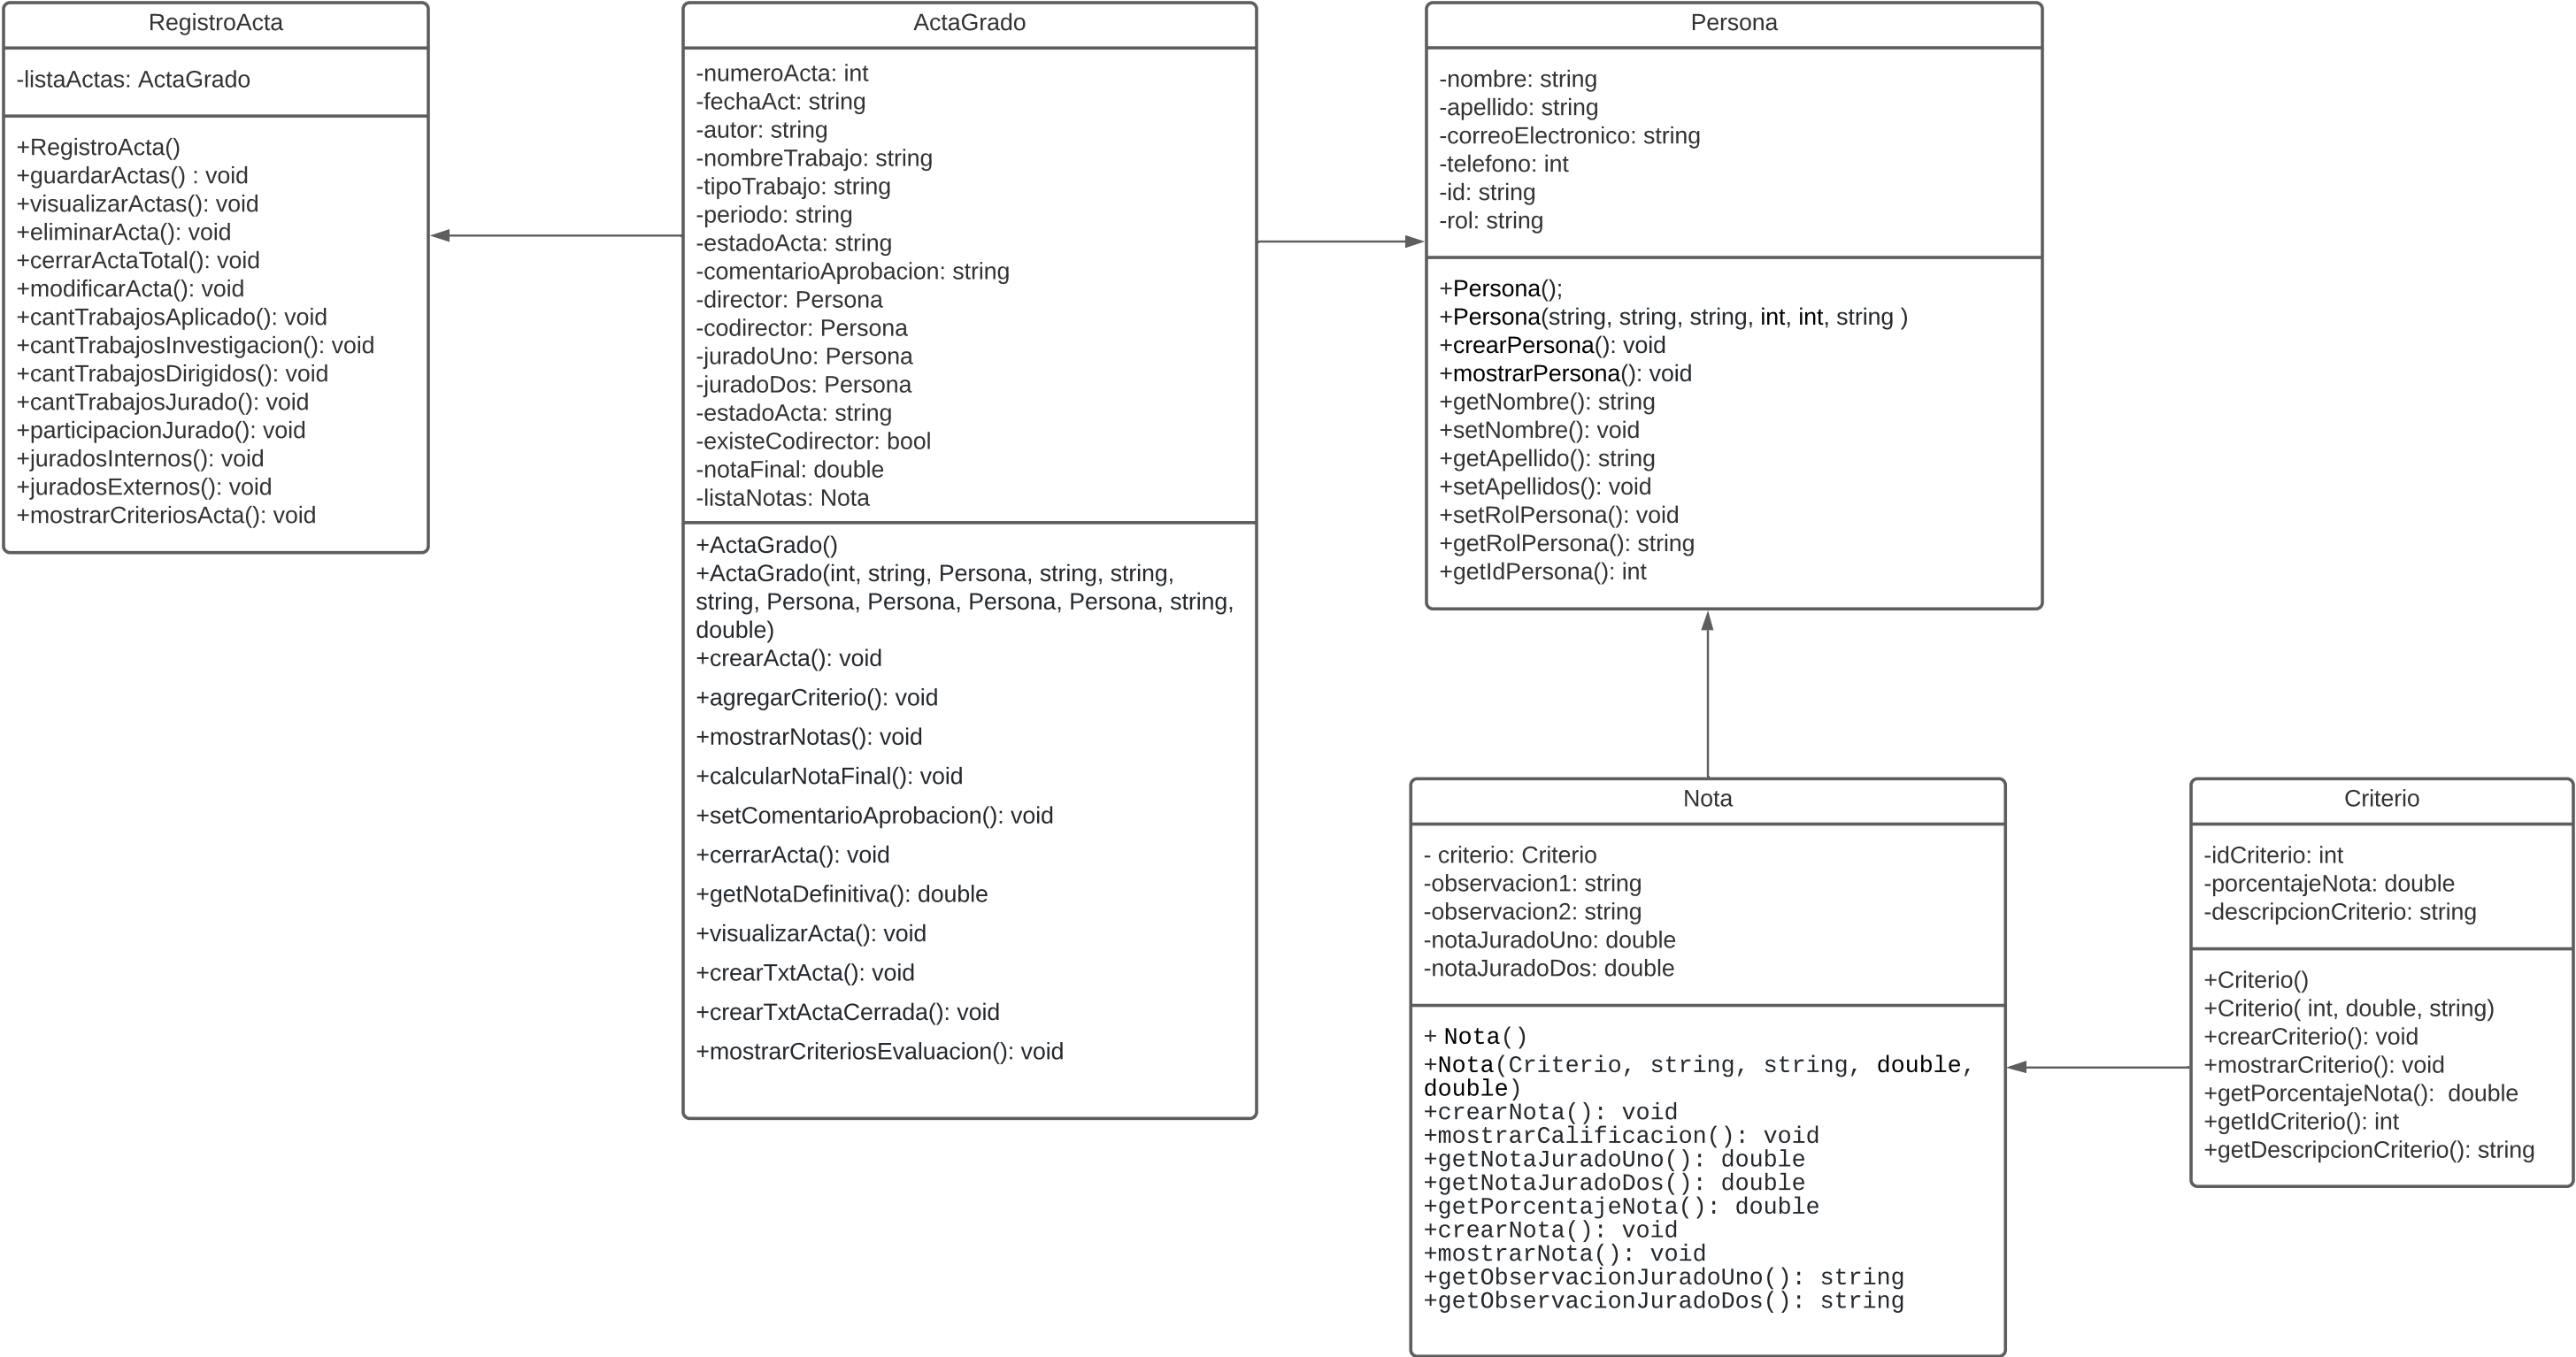 RegistroActa
-listaActas: ActaGrado
+RegistroActa()
+guardarActas() : void
+visualizarActas(): void
+eliminarActa(): void
+cerrarActaTotal(): void
+modificarActa(): void
+cantTrabajosAplicado(): void
+cantTrabajosInvestigacion(): void
+cantTrabajosDirigidos(): void
+cantTrabajosJurado(): void
+participacionJurado(): void
+juradosInternos(): void
+juradosExternos(): void
+mostrarCriteriosActa(): void
ActaGrado
-numeroActa: int
-fechaAct: string
-autor: string
-nombreTrabajo: string
-tipoTrabajo: string
-periodo: string
-estadoActa: string
-comentarioAprobacion: string
-director: Persona
-codirector: Persona
-juradoUno: Persona
-juradoDos: Persona
-estadoActa: string
-existeCodirector: bool
-notaFinal: double
-listaNotas: Nota
+ActaGrado()
+ActaGrado(int, string, Persona, string, string,
string, Persona, Persona, Persona, Persona, string,
double)
+crearActa(): void
+agregarCriterio(): void
+mostrarNotas(): void
+calcularNotaFinal(): void
+setComentarioAprobacion(): void
+cerrarActa(): void
+getNotaDefinitiva(): double
+visualizarActa(): void
+crearTxtActa(): void
+crearTxtActaCerrada(): void
+mostrarCriteriosEvaluacion(): void
Persona
-nombre: string
-apellido: string
-correoElectronico: string
-telefono: int
-id: string
-rol: string
+Persona();
+Persona(string, string, string, int, int, string )
+crearPersona(): void
+mostrarPersona(): void
+getNombre(): string
+setNombre(): void
+getApellido(): string
+setApellidos(): void
+setRolPersona(): void
+getRolPersona(): string
+getIdPersona(): int
Nota
- criterio: Criterio
-observacion1: string
-observacion2: string
-notaJuradoUno: double
-notaJuradoDos: double
+ Nota()
+Nota(Criterio, string, string, double,
double)
+crearNota(): void
+mostrarCalificacion(): void
+getNotaJuradoUno(): double
+getNotaJuradoDos(): double
+getPorcentajeNota(): double
+crearNota(): void
+mostrarNota(): void
+getObservacionJuradoUno(): string
+getObservacionJuradoDos(): string
Criterio
-idCriterio: int
-porcentajeNota: double
-descripcionCriterio: string
+Criterio()
+Criterio( int, double, string)
+crearCriterio(): void
+mostrarCriterio(): void
+getPorcentajeNota():  double
+getIdCriterio(): int
+getDescripcionCriterio(): string